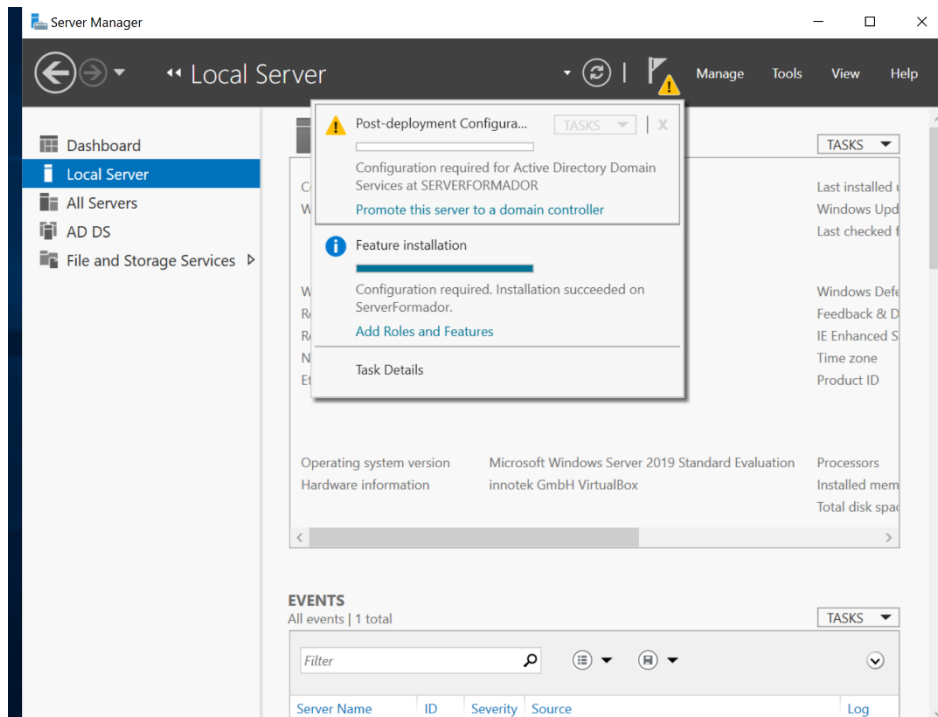 Server Manager
Local Server
Manage Tools View Help
Dashboard
Local Server
All Servers
AD DS
File and Storage Services
Post-deployment Configura... TASKS X
Configuration required for Active Directory Domain
Services at SERVERFORMADOR
Promote this server to a domain controller
Feature installation
Configuration required. Installation succeeded on
ServerFormador.
Add Roles and Features
Task Details
TASKS
Last installed
Windows Upd
Last checked f
Windows Defe
Feedback & D
IE Enhanced S
Time zone
Product ID
Operating system version Microsoft Windows Server 2019 Standard Evaluation Processors
Hardware information innotek GmbH VirtualBox Installed mem
Total disk spac
EVENTS
All events | 1 total
TASKS
Filter
Server Name ID Severity Source Log